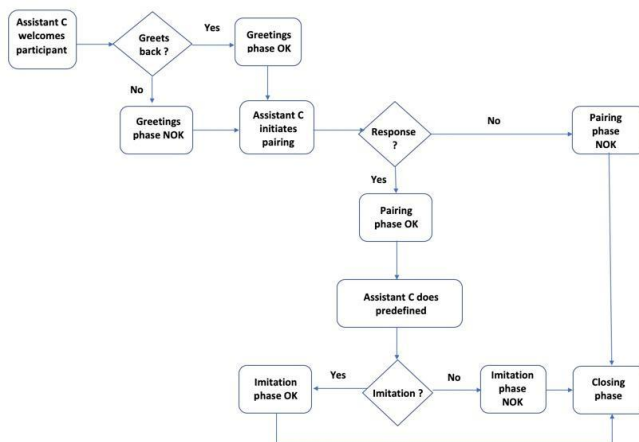 Assistant C
welcomes
participant
Greets
back ?
Yes
Greetings
phase OK
No
Greetings
phase NOK
Assistant C
initiates
pairing
Response
?
No
Pairing
phase
NOK
Yes
Pairing
phase OK
Assistant C does
predefined
Imitation ?
Yes
Imitation
phase OK
No
Imitation
phase
NOK
Closing
phase